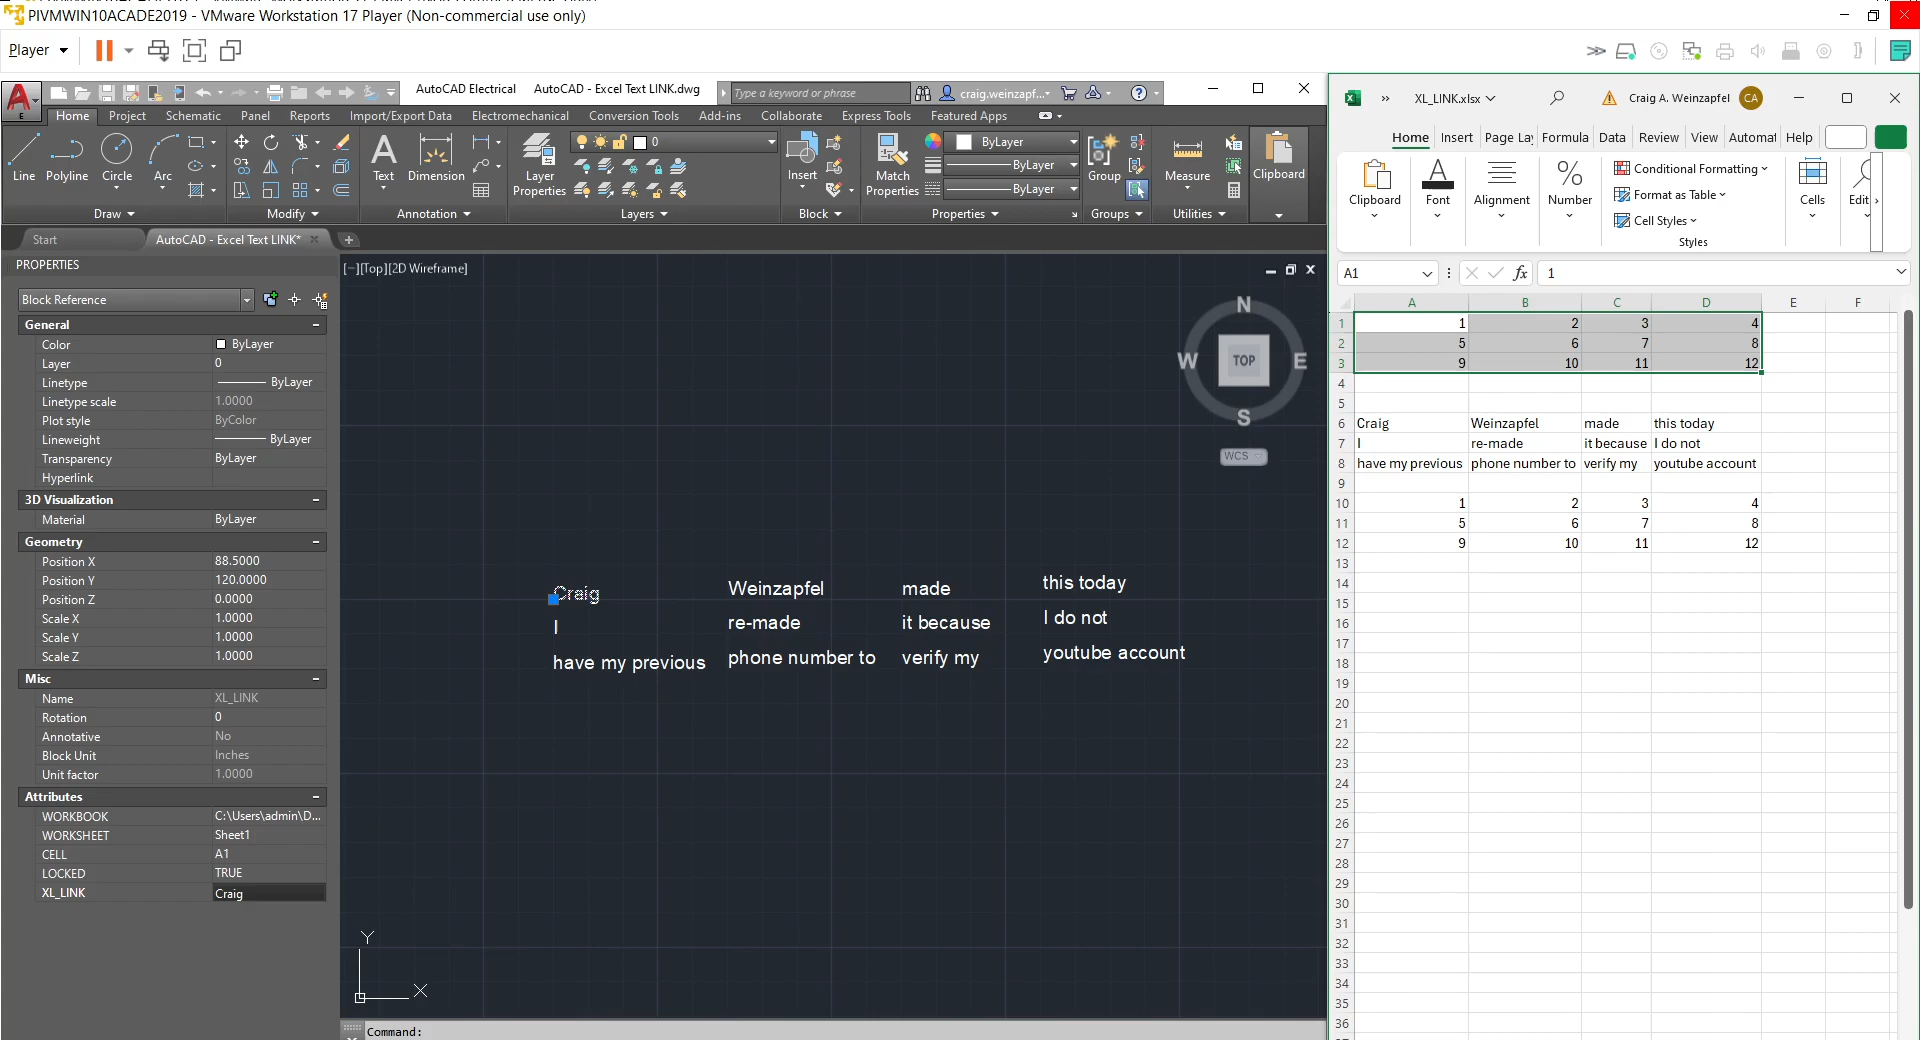 PIVMWIN10ACADE2019 - VMware Workstation 17 Player (Non-commercial use only)
Player
AutoCAD Electrical AutoCAD - Excel Text LINK.dwg
Type a keyword or phrase
craig.weinzapf...
E
Home Project Schematic Panel Reports Import/Export Data Electromechanical Conversion Tools Add-ins Collaborate Express Tools Featured Apps
Line Polyline Circle Arc
Draw
Modify
A
Text Dimension
Annotation
Layer Properties
0
Layers
Insert
Block
Match Properties
ByLayer
ByLayer
ByLayer
Properties
Group
Groups
Measure
Utilities
Clipboard
Start
AutoCAD - Excel Text LINK*
PROPERTIES
Block Reference
General
Color ByLayer
Layer 0
Linetype ByLayer
Linetype scale 1.0000
Plot style ByColor
Lineweight ByLayer
Transparency ByLayer
Hyperlink
3D Visualization
Material ByLayer
Geometry
Position X 88.5000
Position Y 120.0000
Position Z 0.0000
Scale X 1.0000
Scale Y 1.0000
Scale Z 1.0000
Misc
Name XL_LINK
Rotation 0
Annotative No
Block Unit Inches
Unit factor 1.0000
Attributes
WORKBOOK C:\Users\admin\D...
WORKSHEET Sheet1
CELL A1
LOCKED TRUE
XL_LINK Craig
[−][Top][2D Wireframe]
N
W TOP E
S
WCS
Craig Weinzapfel made this today
I re-made it because I do not
have my previous phone number to verify my youtube account
Y
X
Command:
XL_LINK.xlsx
Craig A. Weinzapfel CA
Home Insert Page La Formula Data Review View Automat Help
Clipboard Font Alignment Number
Conditional Formatting
Format as Table
Cell Styles
Styles
Cells Edit
A1 fx 1
A B C D E F
1 1 2 3 4
2 5 6 7 8
3 9 10 11 12
4
5
6 Craig Weinzapfel made this today
7 I re-made it because I do not
8 have my previous phone number to verify my youtube account
9
10 1 2 3 4
11 5 6 7 8
12 9 10 11 12
13
14
15
16
17
18
19
20
21
22
23
24
25
26
27
28
29
30
31
32
33
34
35
36